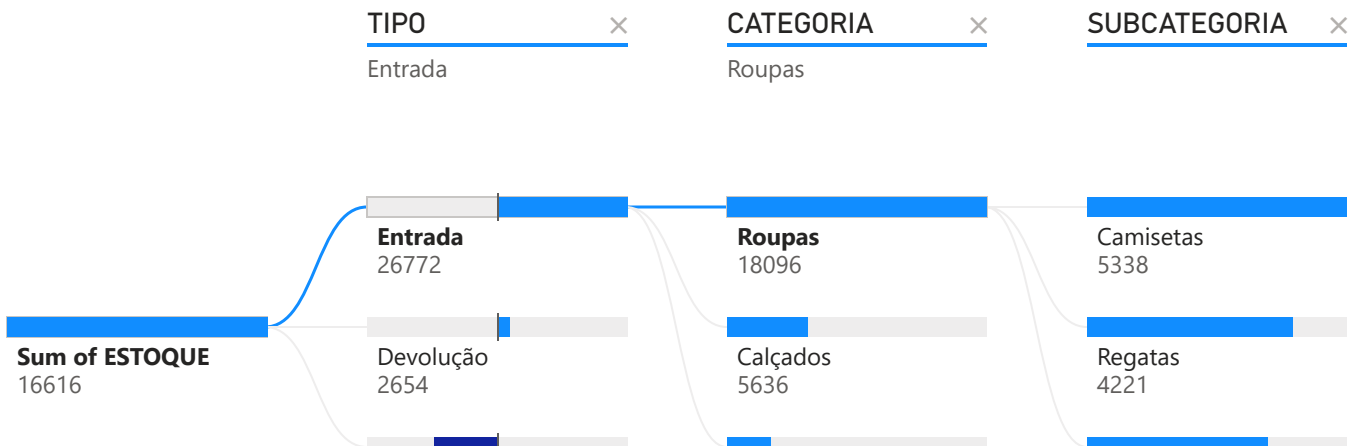 TIPO
CATEGORIA
SUBCATEGORIA
Entrada
Roupas
Entrada
26772
Roupas
18096
Camisetas
5338
Sum of ESTOQUE
16616
Devolução
2654
Calçados
5636
Regatas
4221